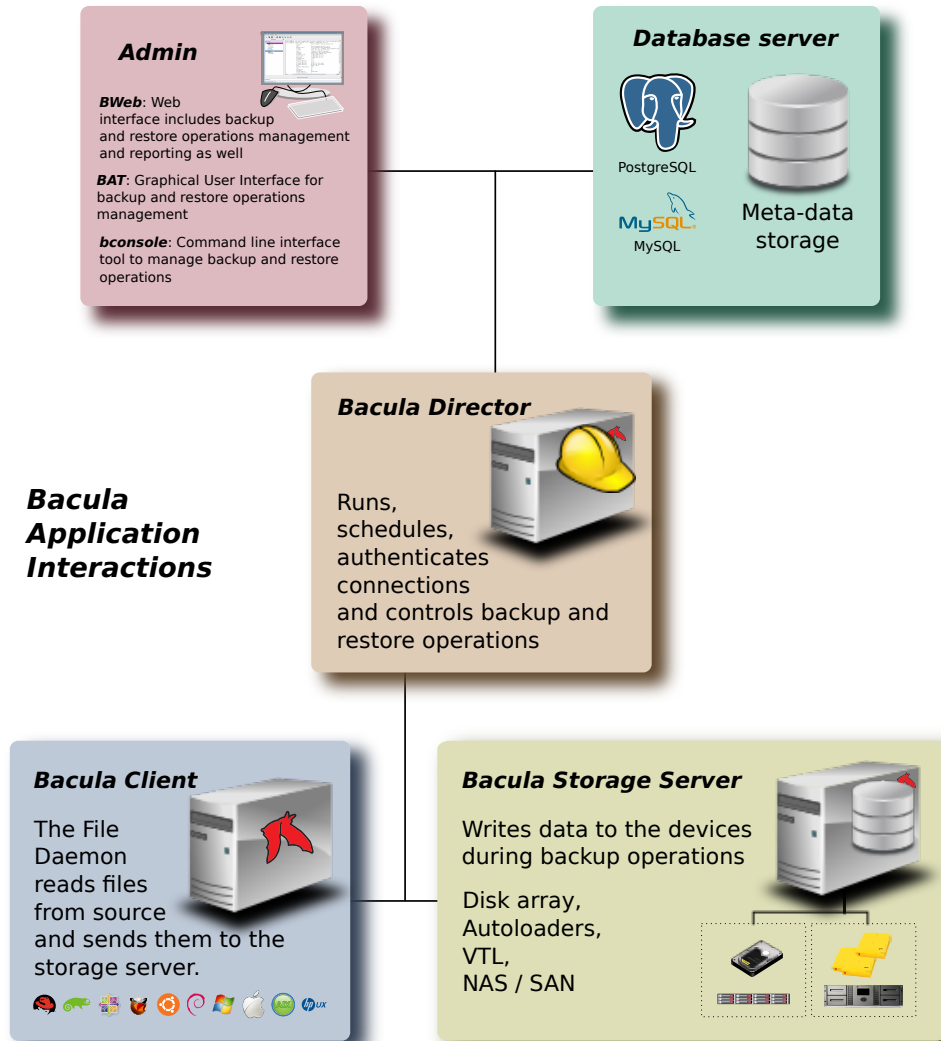 Admin
BWeb: Web
interface includes backup
and restore operations management
and reporting as well
BAT: Graphical User Interface for
backup and restore operations
management
bconsole: Command line interface
tool to manage backup and restore
operations
Database server
PostgreSQL
MySQL
MySQL
Meta-data
storage
Bacula Director
Runs,
schedules,
authenticates
connections
and controls backup and
restore operations
Bacula
Application
Interactions
Bacula Client
The File
Daemon
reads files
from source
and sends them to the
storage server.
hp UX
Bacula Storage Server
Writes data to the devices
during backup operations
Disk array,
Autoloaders,
VTL,
NAS / SAN